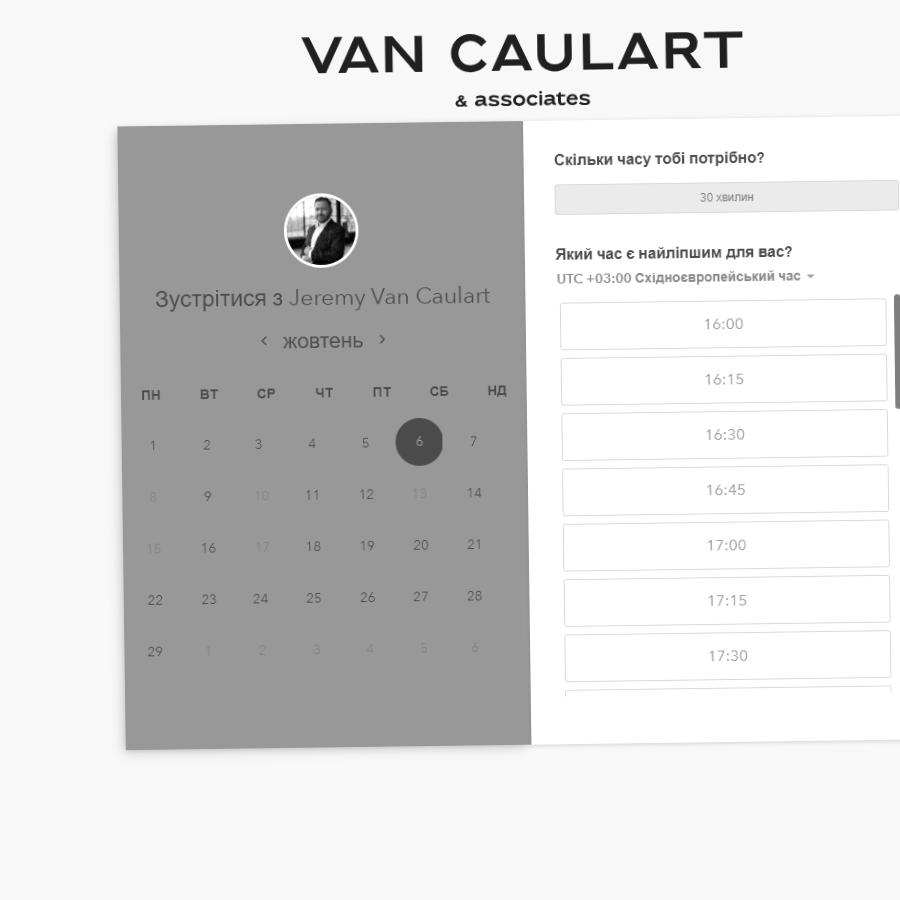 VAN CAULART
& associates
Зустрітися з Jeremy Van Caulart
жовтень
ПН ВТ СР ЧТ ПТ СБ НД
1 2 3 4 5 6 7
8 9 10 11 12 13 14
15 16 17 18 19 20 21
22 23 24 25 26 27 28
29 1 2 3 4 5 6
Скільки часу тобі потрібно?
30 хвилин
Який час є найліпшим для вас?
UTC +03:00 Східноєвропейський час
16:00
16:15
16:30
16:45
17:00
17:15
17:30